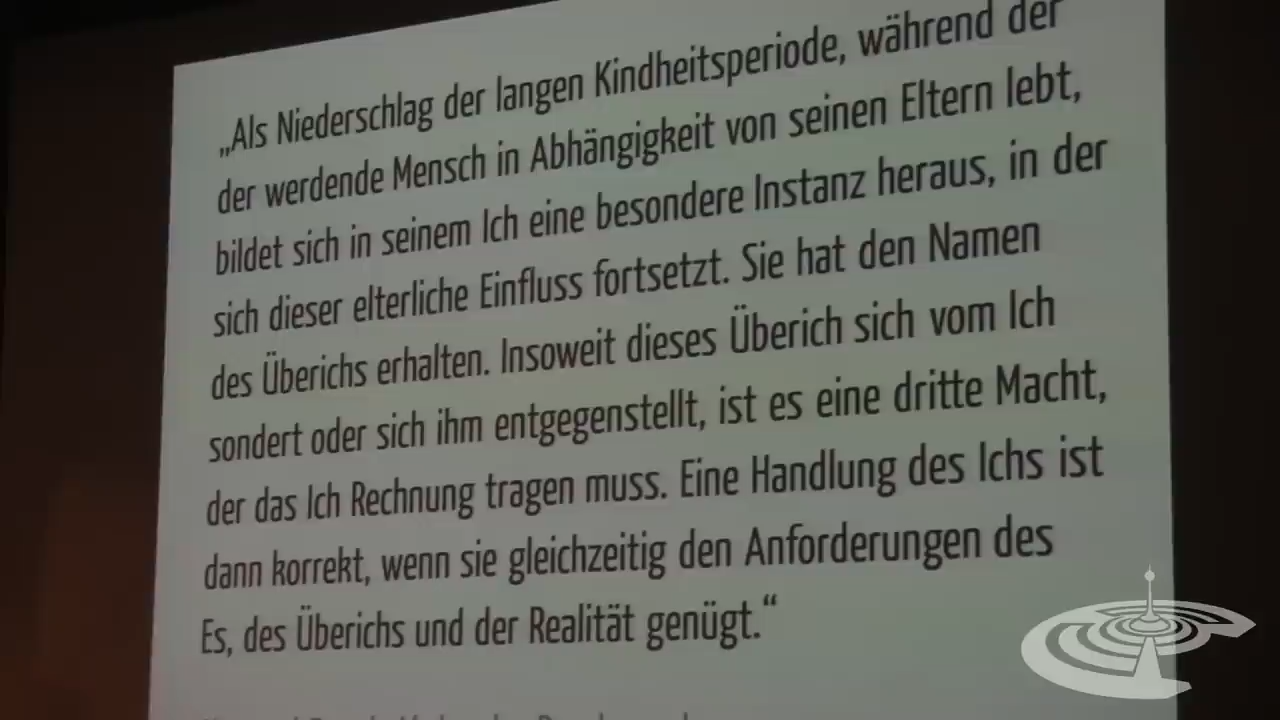 „Als Niederschlag der langen Kindheitsperiode, während der
der werdende Mensch in Abhängigkeit von seinen Eltern lebt,
bildet sich in seinem Ich eine besondere Instanz heraus, in der
sich dieser elterliche Einfluss fortsetzt. Sie hat den Namen
des Überichs erhalten. Insoweit dieses Überich sich vom Ich
sondert oder sich ihm entgegenstellt, ist es eine dritte Macht,
der das Ich Rechnung tragen muss. Eine Handlung des Ichs ist
dann korrekt, wenn sie gleichzeitig den Anforderungen des
Es, des Überichs und der Realität genügt.“